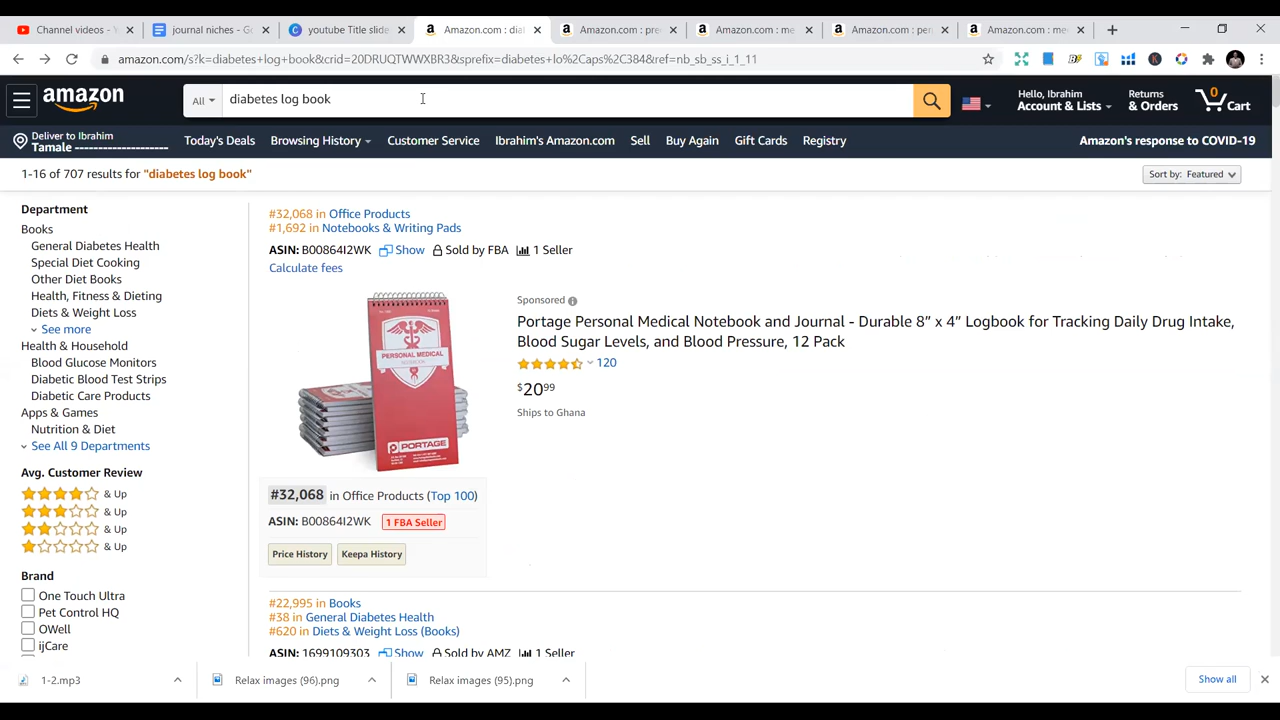 Channel videos - Y
journal niches - G
youtube Title slide
Amazon.com : dia
Amazon.com : pre
Amazon.com : me
Amazon.com : per
Amazon.com : me
amazon.com/s?k=diabetes+log+book&crid=20DRUOTWWYBR3&sprefix=diabetes+lo%2Caps%2C384&ref=nb_sb_ss_i_1_11
amazon
All
diabetes log book
Hello, Ibrahim
Account & Lists
Returns
& Orders
0
Cart
Deliver to Ibrahim
Tamale --------------------
Today's Deals
Browsing History
Customer Service
Ibrahim's Amazon.com
Sell
Buy Again
Gift Cards
Registry
Amazon's response to COVID-19
1-16 of 707 results for "diabetes log book"
Sort by: Featured
Department
Books
General Diabetes Health
Special Diet Cooking
Other Diet Books
Health, Fitness & Dieting
Diets & Weight Loss
See more
Health & Household
Blood Glucose Monitors
Diabetic Blood Test Strips
Diabetic Care Products
Apps & Games
Nutrition & Diet
See All 9 Departments
Avg. Customer Review
& Up
& Up
& Up
& Up
Brand
One Touch Ultra
Pet Control HQ
OWell
ijCare
#32,068 in Office Products
#1,692 in Notebooks & Writing Pads
ASIN: B00864I2WK Show Sold by FBA 1 Seller
Calculate fees
PERSONAL MEDICAL
PORTAGE
Sponsored
Portage Personal Medical Notebook and Journal - Durable 8” x 4” Logbook for Tracking Daily Drug Intake,
Blood Sugar Levels, and Blood Pressure, 12 Pack
120
$20.99
Ships to Ghana
#32,068 in Office Products (Top 100)
ASIN: B00864I2WK 1 FBA Seller
Price History
Keepa History
#22,995 in Books
#38 in General Diabetes Health
#620 in Diets & Weight Loss (Books)
ASIN: 1699109303 Show Sold by AMZ 1 Seller
1-2.mp3
Relax images (96).png
Relax images (95).png
Show all